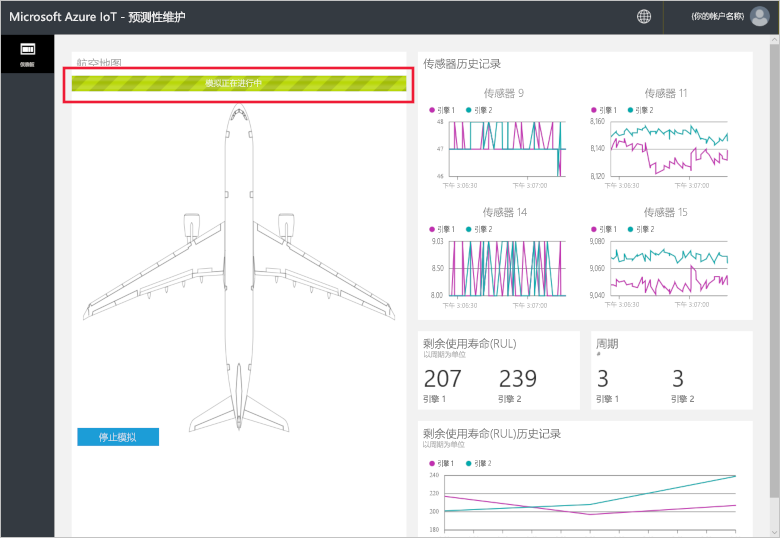 Microsoft Azure IoT - 预测性维护
(你的帐户名称)
仪表板
航空地图
模拟正在进行中
停止模拟
传感器历史记录
传感器 9
引擎 1 引擎 2
48
47
46
下午 3:06:30 下午 3:07:00
传感器 11
引擎 1 引擎 2
8,160
8,140
8,120
下午 3:06:30 下午 3:07:00
传感器 14
引擎 1 引擎 2
9.03
8.50
8.00
下午 3:06:30 下午 3:07:00
传感器 15
引擎 1 引擎 2
9,080
9,060
9,040
下午 3:06:30 下午 3:07:00
剩余使用寿命(RUL)
以周期为单位
207 239
引擎 1 引擎 2
周期
#
3 3
引擎 1 引擎 2
剩余使用寿命(RUL)历史记录
以周期为单位
引擎 1 引擎 2
340
320
300
180